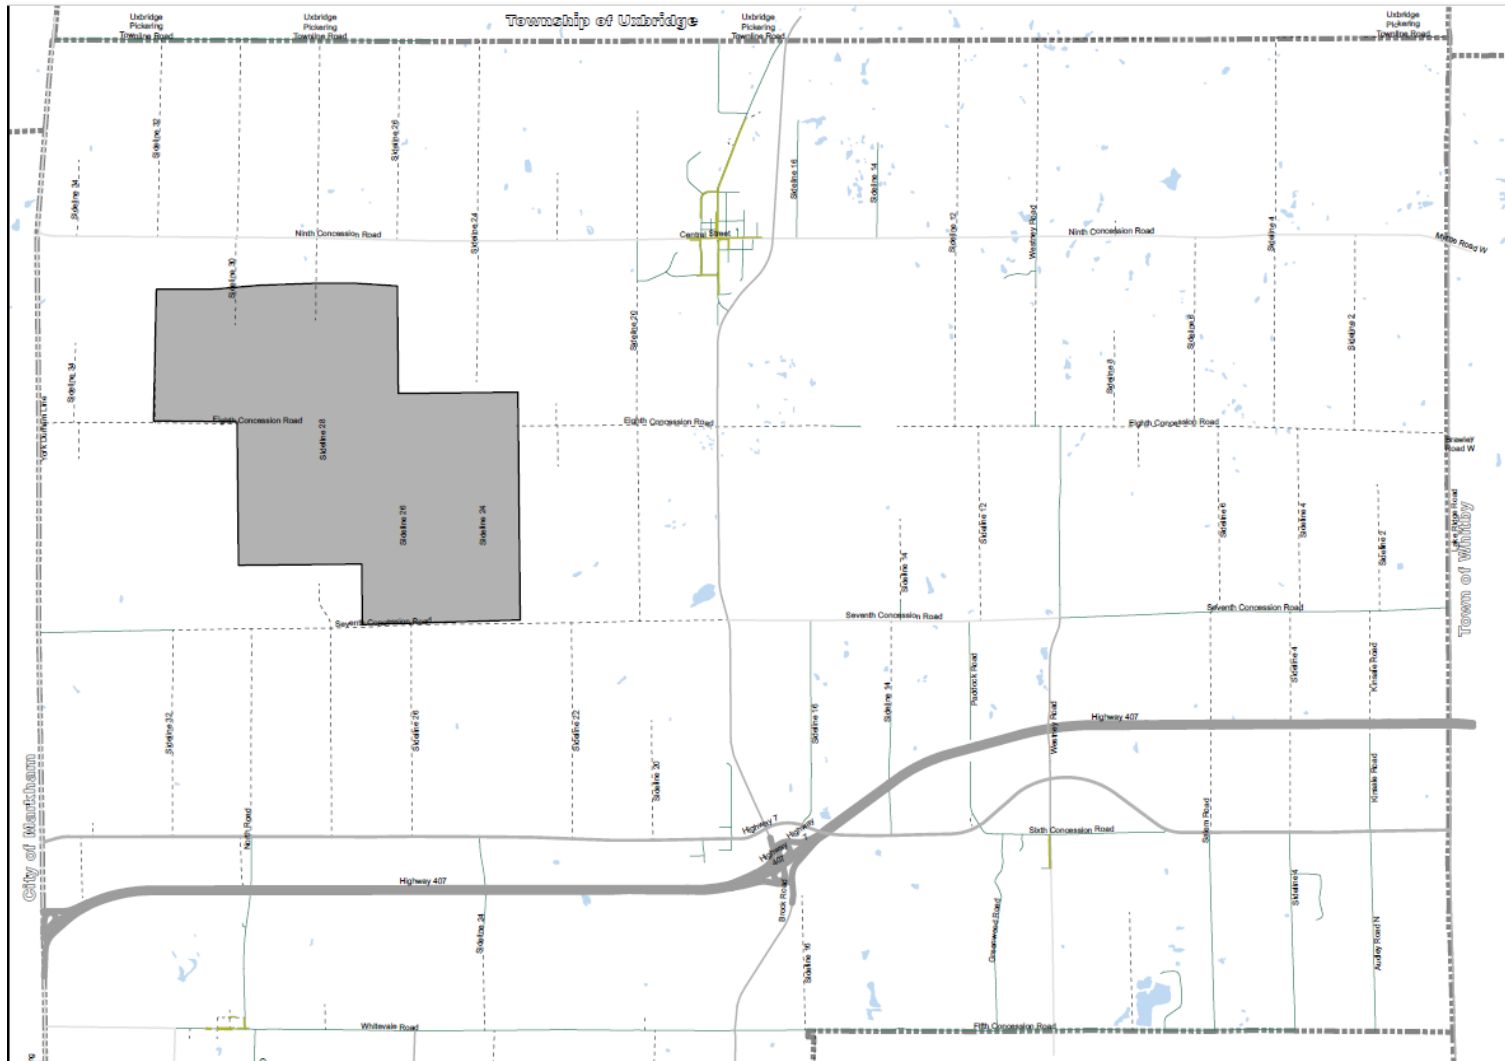 Uxbridge
Pickering
Townline Road
Uxbridge
Pickering
Townline Road
Township of Uxbridge
Uxbridge
Pickering
Townline Road
Uxbridge
Pickering
Townline Road
Sideline 32
Sideline 26
Sideline 34
Sideline 16
Sideline 14
Sideline 24
Sideline 12
Westney Road
Sideline 4
Ninth Concession Road
Central Street
Ninth Concession Road
Myrtle Road W
Sideline 30
Sideline 20
Sideline 6
Sideline 2
Sideline 34
Sideline 8
York Durham Line
Eighth Concession Road
Sideline 28
Eighth Concession Road
Eighth Concession Road
Brawley
Road W
Sideline 26
Sideline 24
Sideline 12
Sideline 6
Sideline 4
Sideline 2
Lake Ridge Road
Town of Whitby
Sideline 14
Seventh Concession Road
Seventh Concession Road
Seventh Concession Road
Sideline 32
Sideline 26
Sideline 22
Sideline 20
Sideline 16
Sideline 14
Paddock Road
Westney Road
Sideline 4
Kinsale Road
Highway 407
City of Markham
North Road
Highway 7
Highway
7
Highway
407
Sixth Concession Road
Salem Road
Kinsale Road
Highway 407
Brock Road
Sideline 24
Sideline 16
Greenwood Road
Sideline 4
Audley Road N
Whitevale Road
Fifth Concession Road